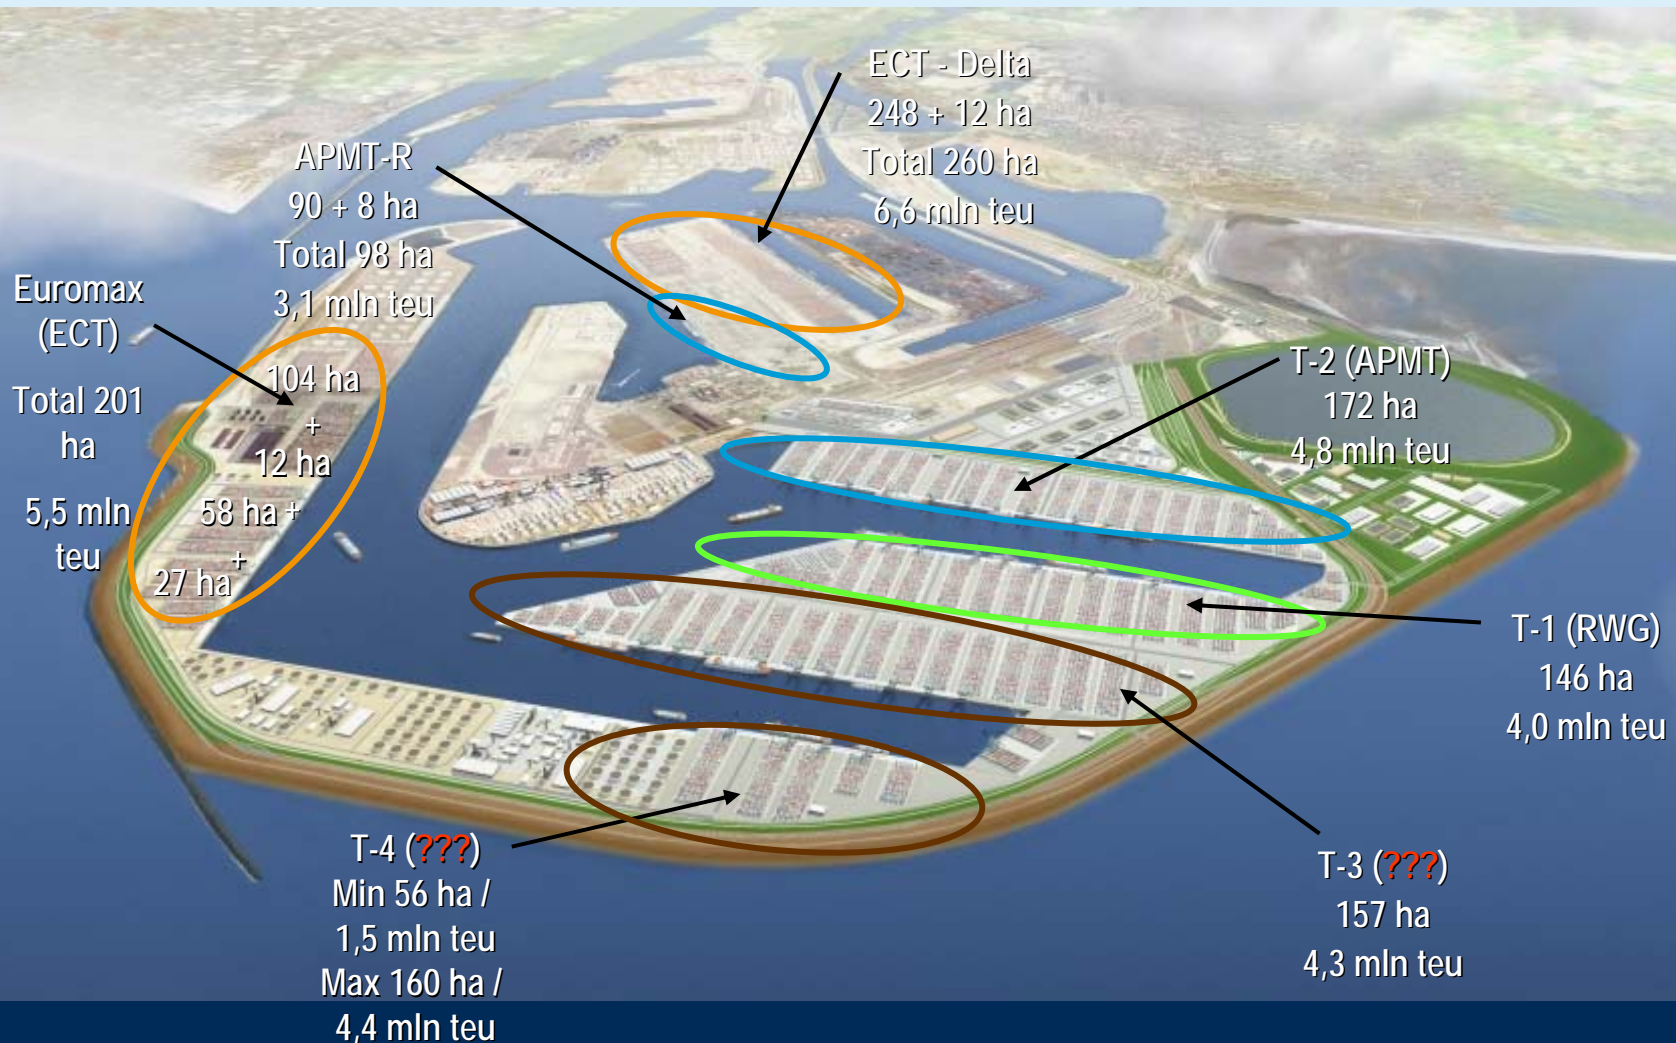 ECT - Delta
248 + 12 ha
Total 260 ha
6,6 mln teu
APMT-R
90 + 8 ha
Total 98 ha
3,1 mln teu
Euromax
(ECT)
Total 201
ha
5,5 mln
teu
104 ha
+
12 ha
58 ha +
+
27 ha
T-2 (APMT)
172 ha
4,8 mln teu
T-1 (RWG)
146 ha
4,0 mln teu
T-4 (???)
Min 56 ha /
1,5 mln teu
Max 160 ha /
4,4 mln teu
T-3 (???)
157 ha
4,3 mln teu